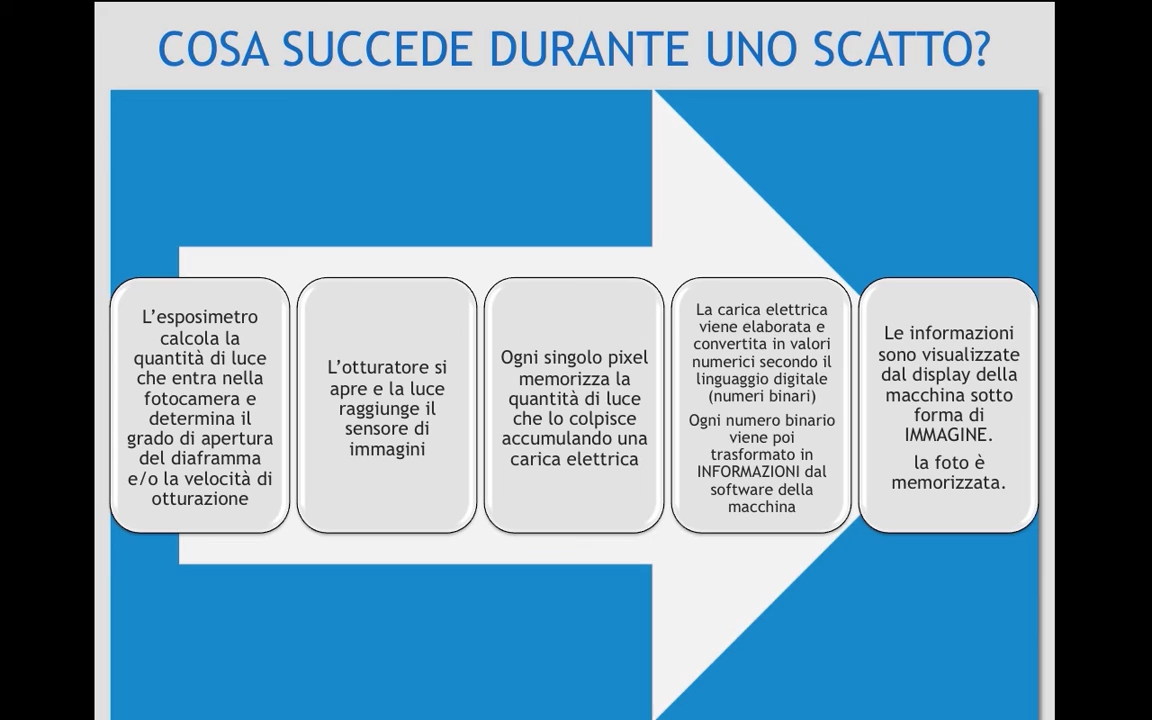 COSA SUCCEDE DURANTE UNO SCATTO?
L’esposimetro
calcola la
quantità di luce
che entra nella
fotocamera e
determina il
grado di apertura
del diaframma
e/o la velocità di
otturazione
L’otturatore si
apre e la luce
raggiunge il
sensore di
immagini
Ogni singolo pixel
memorizza la
quantità di luce
che lo colpisce
accumulando una
carica elettrica
La carica elettrica
viene elaborata e
convertita in valori
numerici secondo il
linguaggio digitale
(numeri binari)
Ogni numero binario
viene poi
trasformato in
INFORMAZIONI dal
software della
macchina
Le informazioni
sono visualizzate
dal display della
macchina sotto
forma di
IMMAGINE.
la foto è
memorizzata.